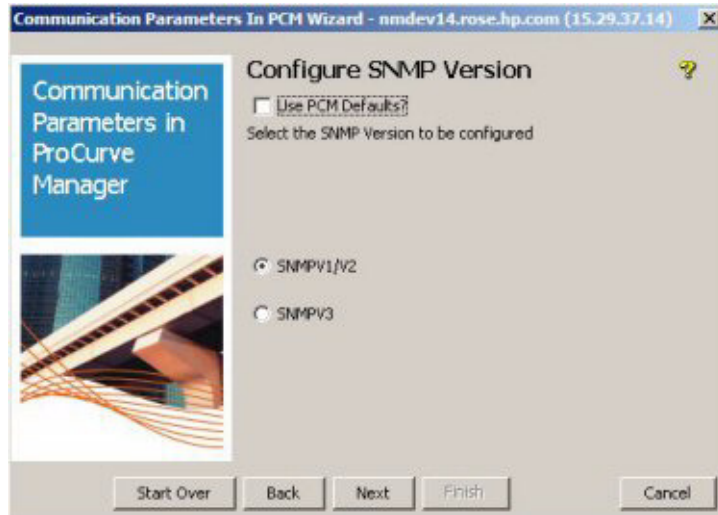 Communication Parameters In PCM Wizard - nmdev14.rose.hp.com (15.29.37.14)
Communication
Parameters in
ProCurve
Manager
Configure SNMP Version
Use PCM Defaults?
Select the SNMP Version to be configured
SNMPV1/V2
SNMPV3
Start Over
Back
Next
Finish
Cancel